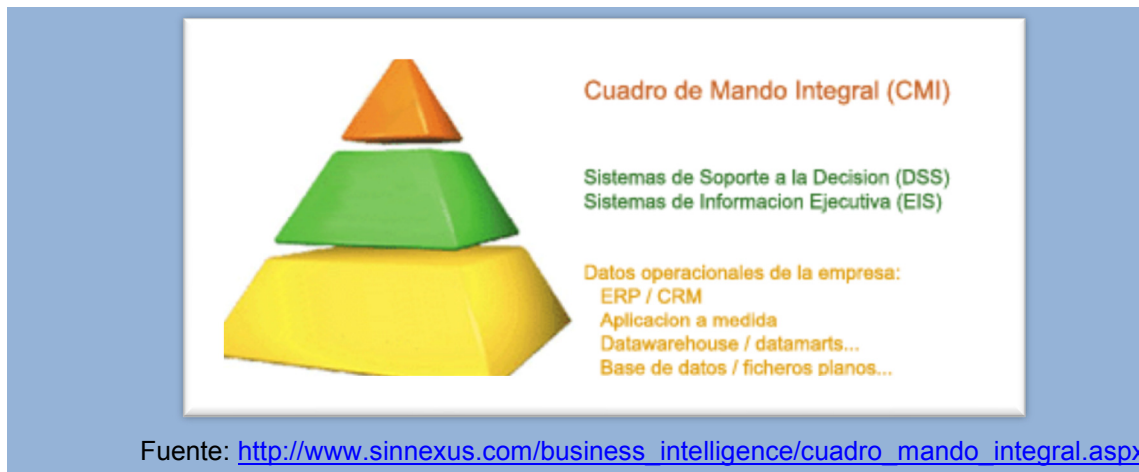 Cuadro de Mando Integral (CMI)
Sistemas de Soporte a la Decision (DSS)
Sistemas de Informacion Ejecutiva (EIS)
Datos operacionales de la empresa:
ERP / CRM
Aplicacion a medida
Datawarehouse / datamarts...
Base de datos / ficheros planos...
Fuente: http://www.sinnexus.com/business_intelligence/cuadro_mando_integral.aspx